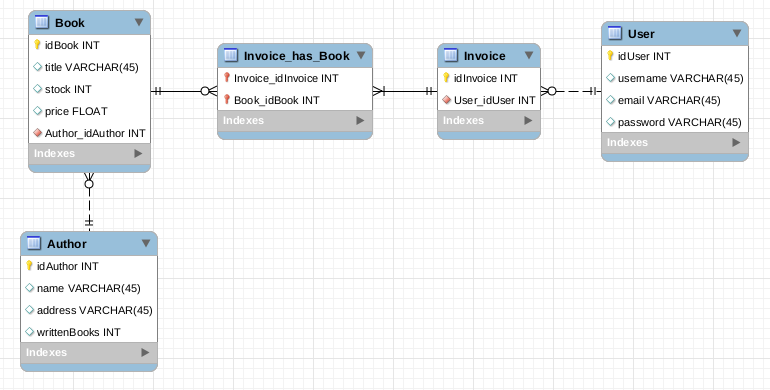 Book
idBook INT
title VARCHAR(45)
stock INT
price FLOAT
Author_idAuthor INT
Indexes
Invoice_has_Book
Invoice_idInvoice INT
Book_idBook INT
Indexes
Invoice
idInvoice INT
User_idUser INT
Indexes
User
idUser INT
username VARCHAR(45)
email VARCHAR(45)
password VARCHAR(45)
Indexes
Author
idAuthor INT
name VARCHAR(45)
address VARCHAR(45)
writtenBooks INT
Indexes